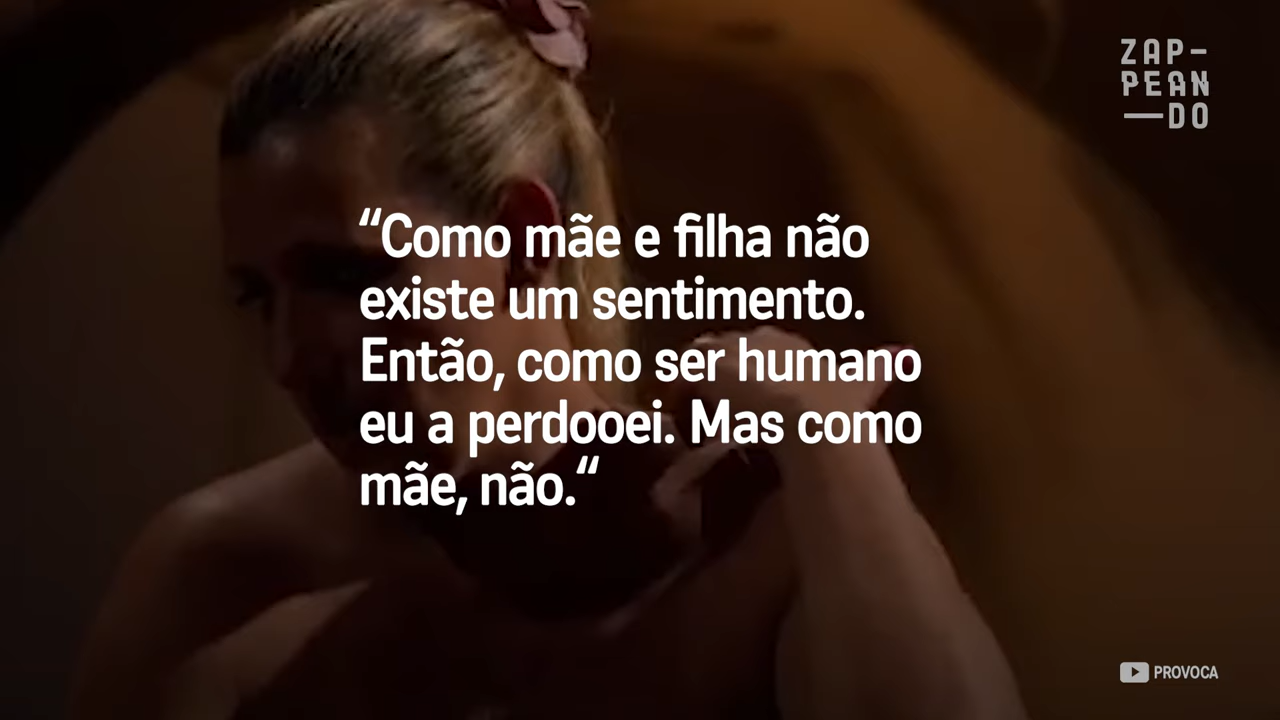 “Como mãe e filha não
existe um sentimento.
Então, como ser humano
eu a perdooei. Mas como
mãe, não.“
ZAP-
PEAN
—DO
PROVOCA